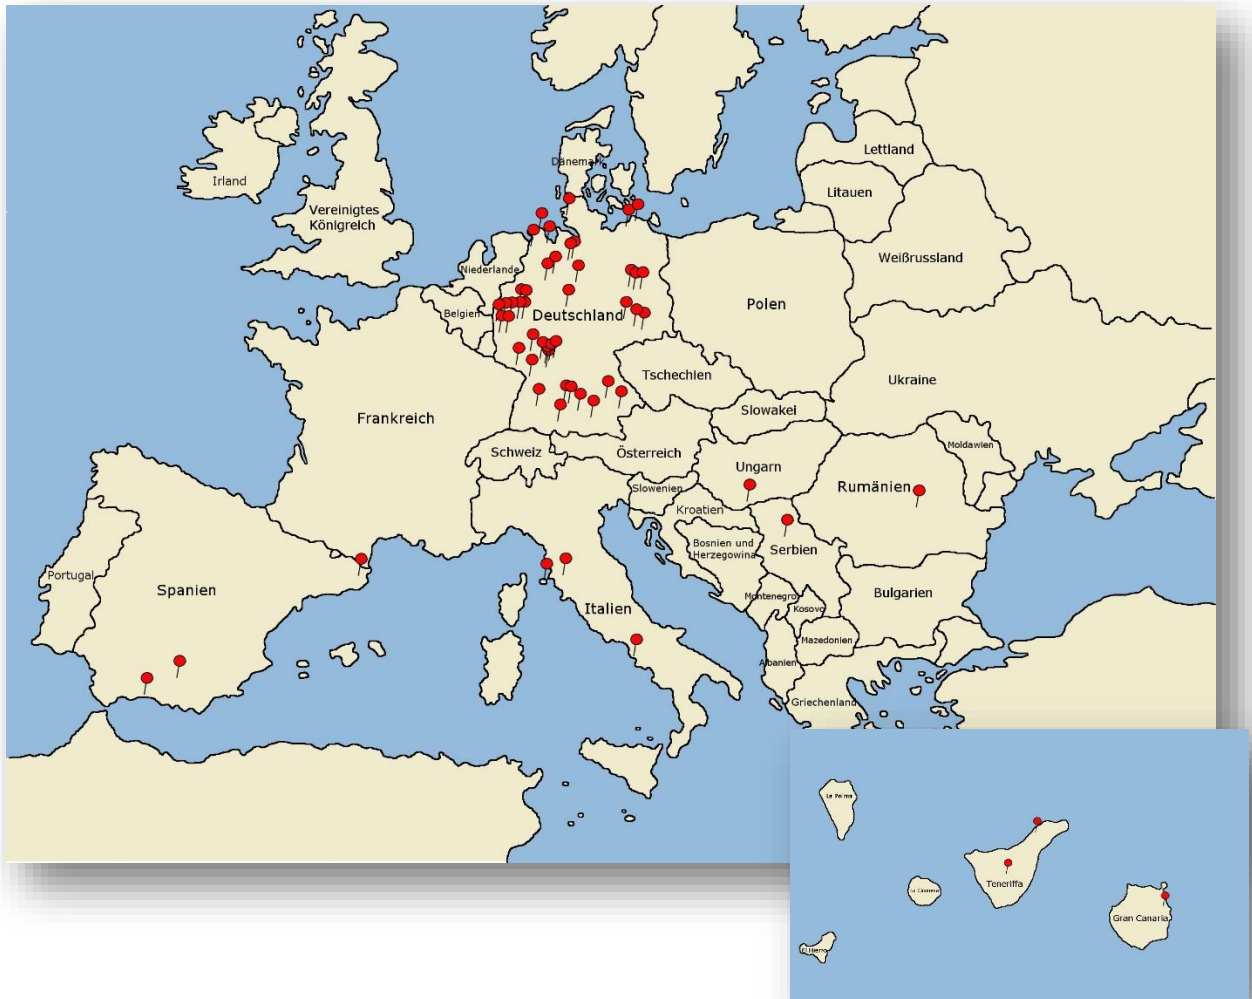 Lettland
Dänemark
Irland
Litauen
Vereinigtes
Königreich
Weißrussland
Niederlande
Polen
Belgien
Deutschland
Tschechien
Ukraine
Slowakei
Frankreich
Moldawien
Schweiz
Österreich
Ungarn
Rumänien
Slowenien
Kroatien
Bosnien und
Herzegowina
Serbien
Portugal
Spanien
Bulgarien
Montenegro
Italien
Kosovo
Mazedonien
Albanien
Griechenland
La Palma
Teneriffa
La Gomera
Gran Canaria
El Hierro